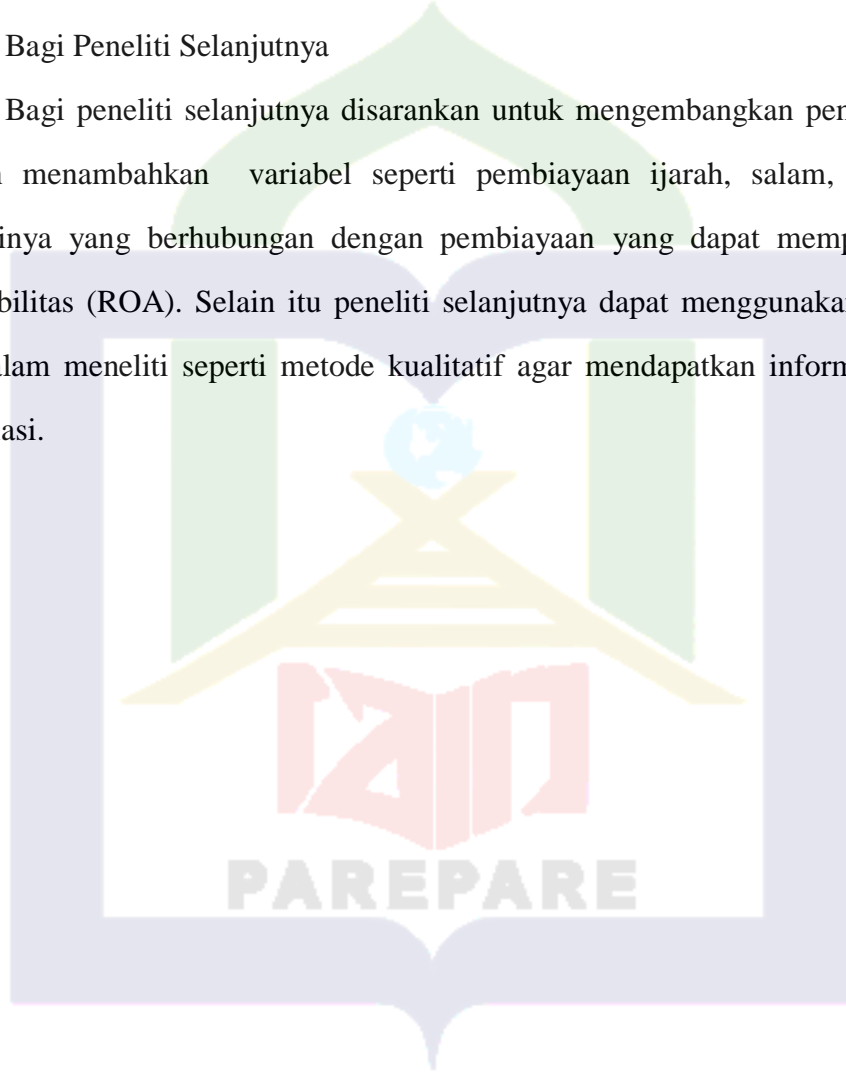 Bagi Peneliti Selanjutnya
Bagi peneliti selanjutnya disarankan untuk mengembangkan pen
menambahkan variabel seperti pembiayaan ijarah, salam,
inya yang berhubungan dengan pembiayaan yang dapat memp
bilitas (ROA). Selain itu peneliti selanjutnya dapat menggunakan
alam meneliti seperti metode kualitatif agar mendapatkan inform
asi.
iain
PAREPARE